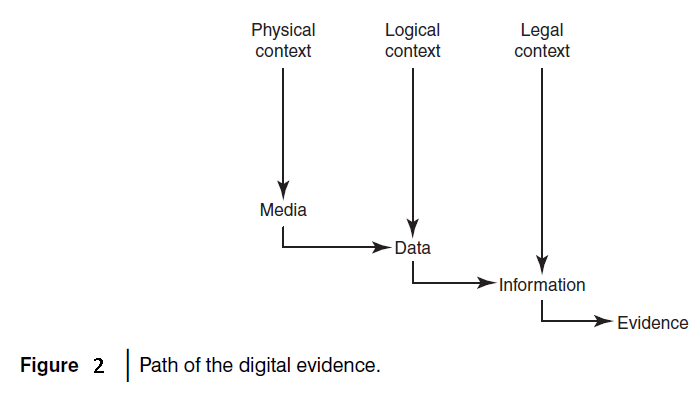 Physical context
Logical context
Legal context
Media
Data
Information
Evidence
Figure 2 Path of the digital evidence.